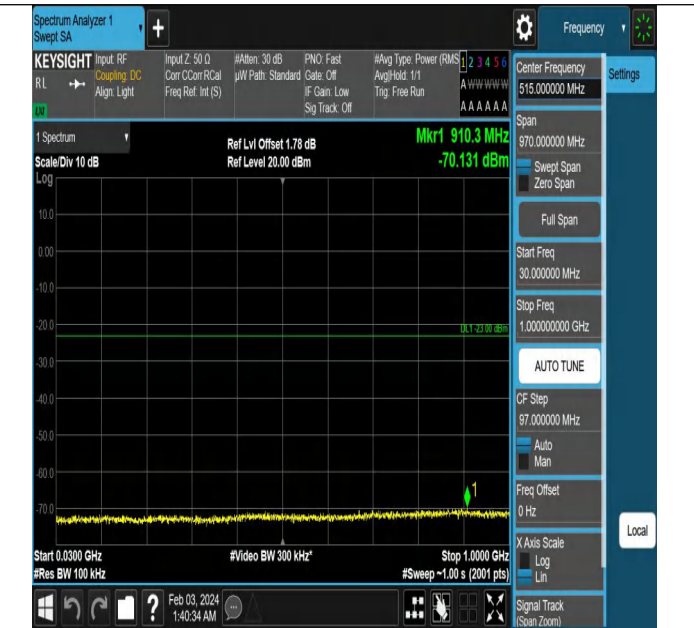 Spectrum Analyzer 1
Swept SA
+
Frequency
KEYSIGHT
RL
LXI
Input: RF
Coupling: DC
Align: Light
Input Z: 50 Ω
Corr CCorr RCal
Freq Ref: Int (S)
#Atten: 30 dB
µW Path: Standard
PNO: Fast
Gate: Off
IF Gain: Low
Sig Track: Off
#Avg Type: Power (RMS
Avg|Hold: 1/1
Trig: Free Run
1 2 3 4 5 6
A W W W W W
A A A A A A
1 Spectrum
Scale/Div 10 dB
Ref Lvl Offset 1.78 dB
Ref Level 20.00 dBm
Mkr1 910.3 MHz
-70.131 dBm
Log
10.0
0.00
-10.0
-20.0
-30.0
-40.0
-50.0
-60.0
-70.0
DL1 -23.00 dBm
1
Start 0.0300 GHz
#Res BW 100 kHz
#Video BW 300 kHz*
Stop 1.0000 GHz
#Sweep ~1.00 s (2001 pts)
Center Frequency
515.000000 MHz
Settings
Span
970.000000 MHz
Swept Span
Zero Span
Full Span
Start Freq
30.000000 MHz
Stop Freq
1.000000000 GHz
AUTO TUNE
CF Step
97.000000 MHz
Auto
Man
Freq Offset
0 Hz
X Axis Scale
Log
Lin
Local
Signal Track
(Span Zoom)
?
Feb 03, 2024
1:40:34 AM